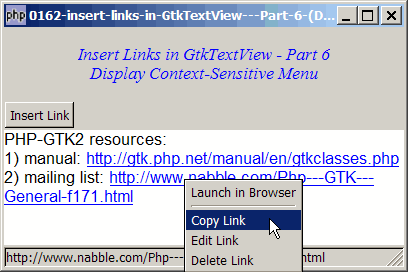 php 0162-insert-links-in-GtkTextView---Part-6-(D...
Insert Links in GtkTextView - Part 6
Display Context-Sensitive Menu
Insert Link
PHP-GTK2 resources:
1) manual: http://gtk.php.net/manual/en/gtkclasses.php
2) mailing list: http://www.nabble.com/Php---GTK---
General-f171.html
Launch in Browser
Copy Link
Edit Link
Delete Link
http://www.nabble.com/Php--- html